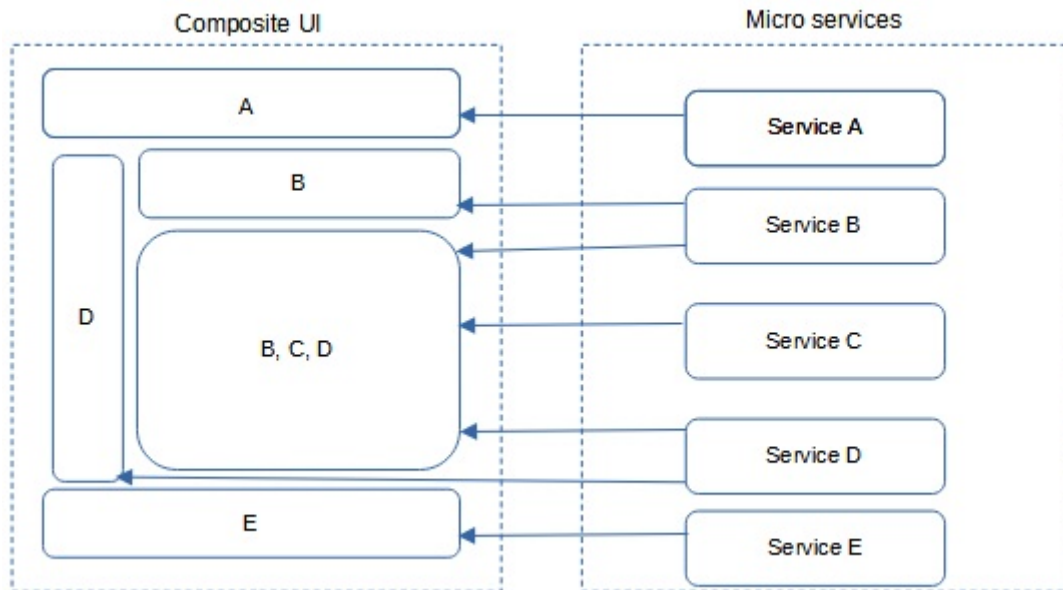 Composite UI
Micro services
A
Service A
B
Service B
D
B, C, D
Service C
Service D
E
Service E